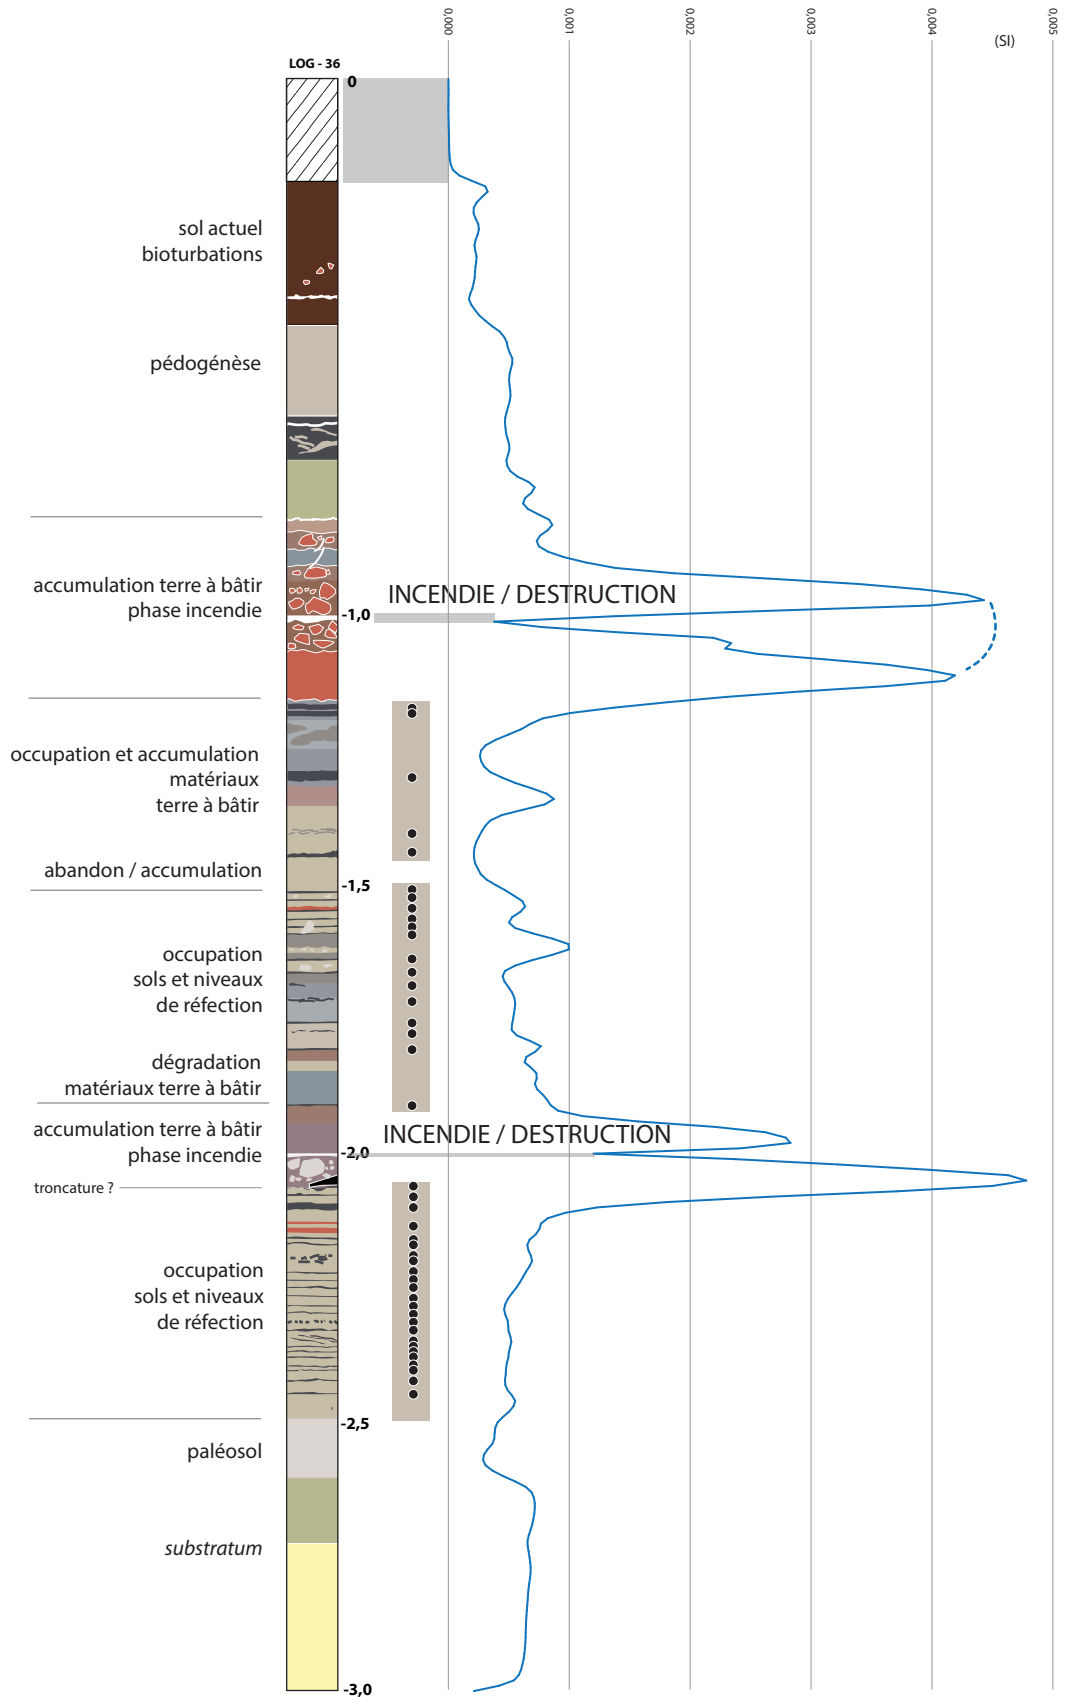 0,000
0,001
0,002
0,003
0,004
0,005
(SI)
LOG - 36
0
sol actuel
bioturbations
pédogénèse
accumulation terre à bâtir
phase incendie
INCENDIE / DESTRUCTION
-1,0
occupation et accumulation
matériaux
terre à bâtir
abandon / accumulation
-1,5
occupation
sols et niveaux
de réfection
dégradation
matériaux terre à bâtir
accumulation terre à bâtir
phase incendie
INCENDIE / DESTRUCTION
-2,0
troncature ?
occupation
sols et niveaux
de réfection
-2,5
paléosol
substratum
-3,0